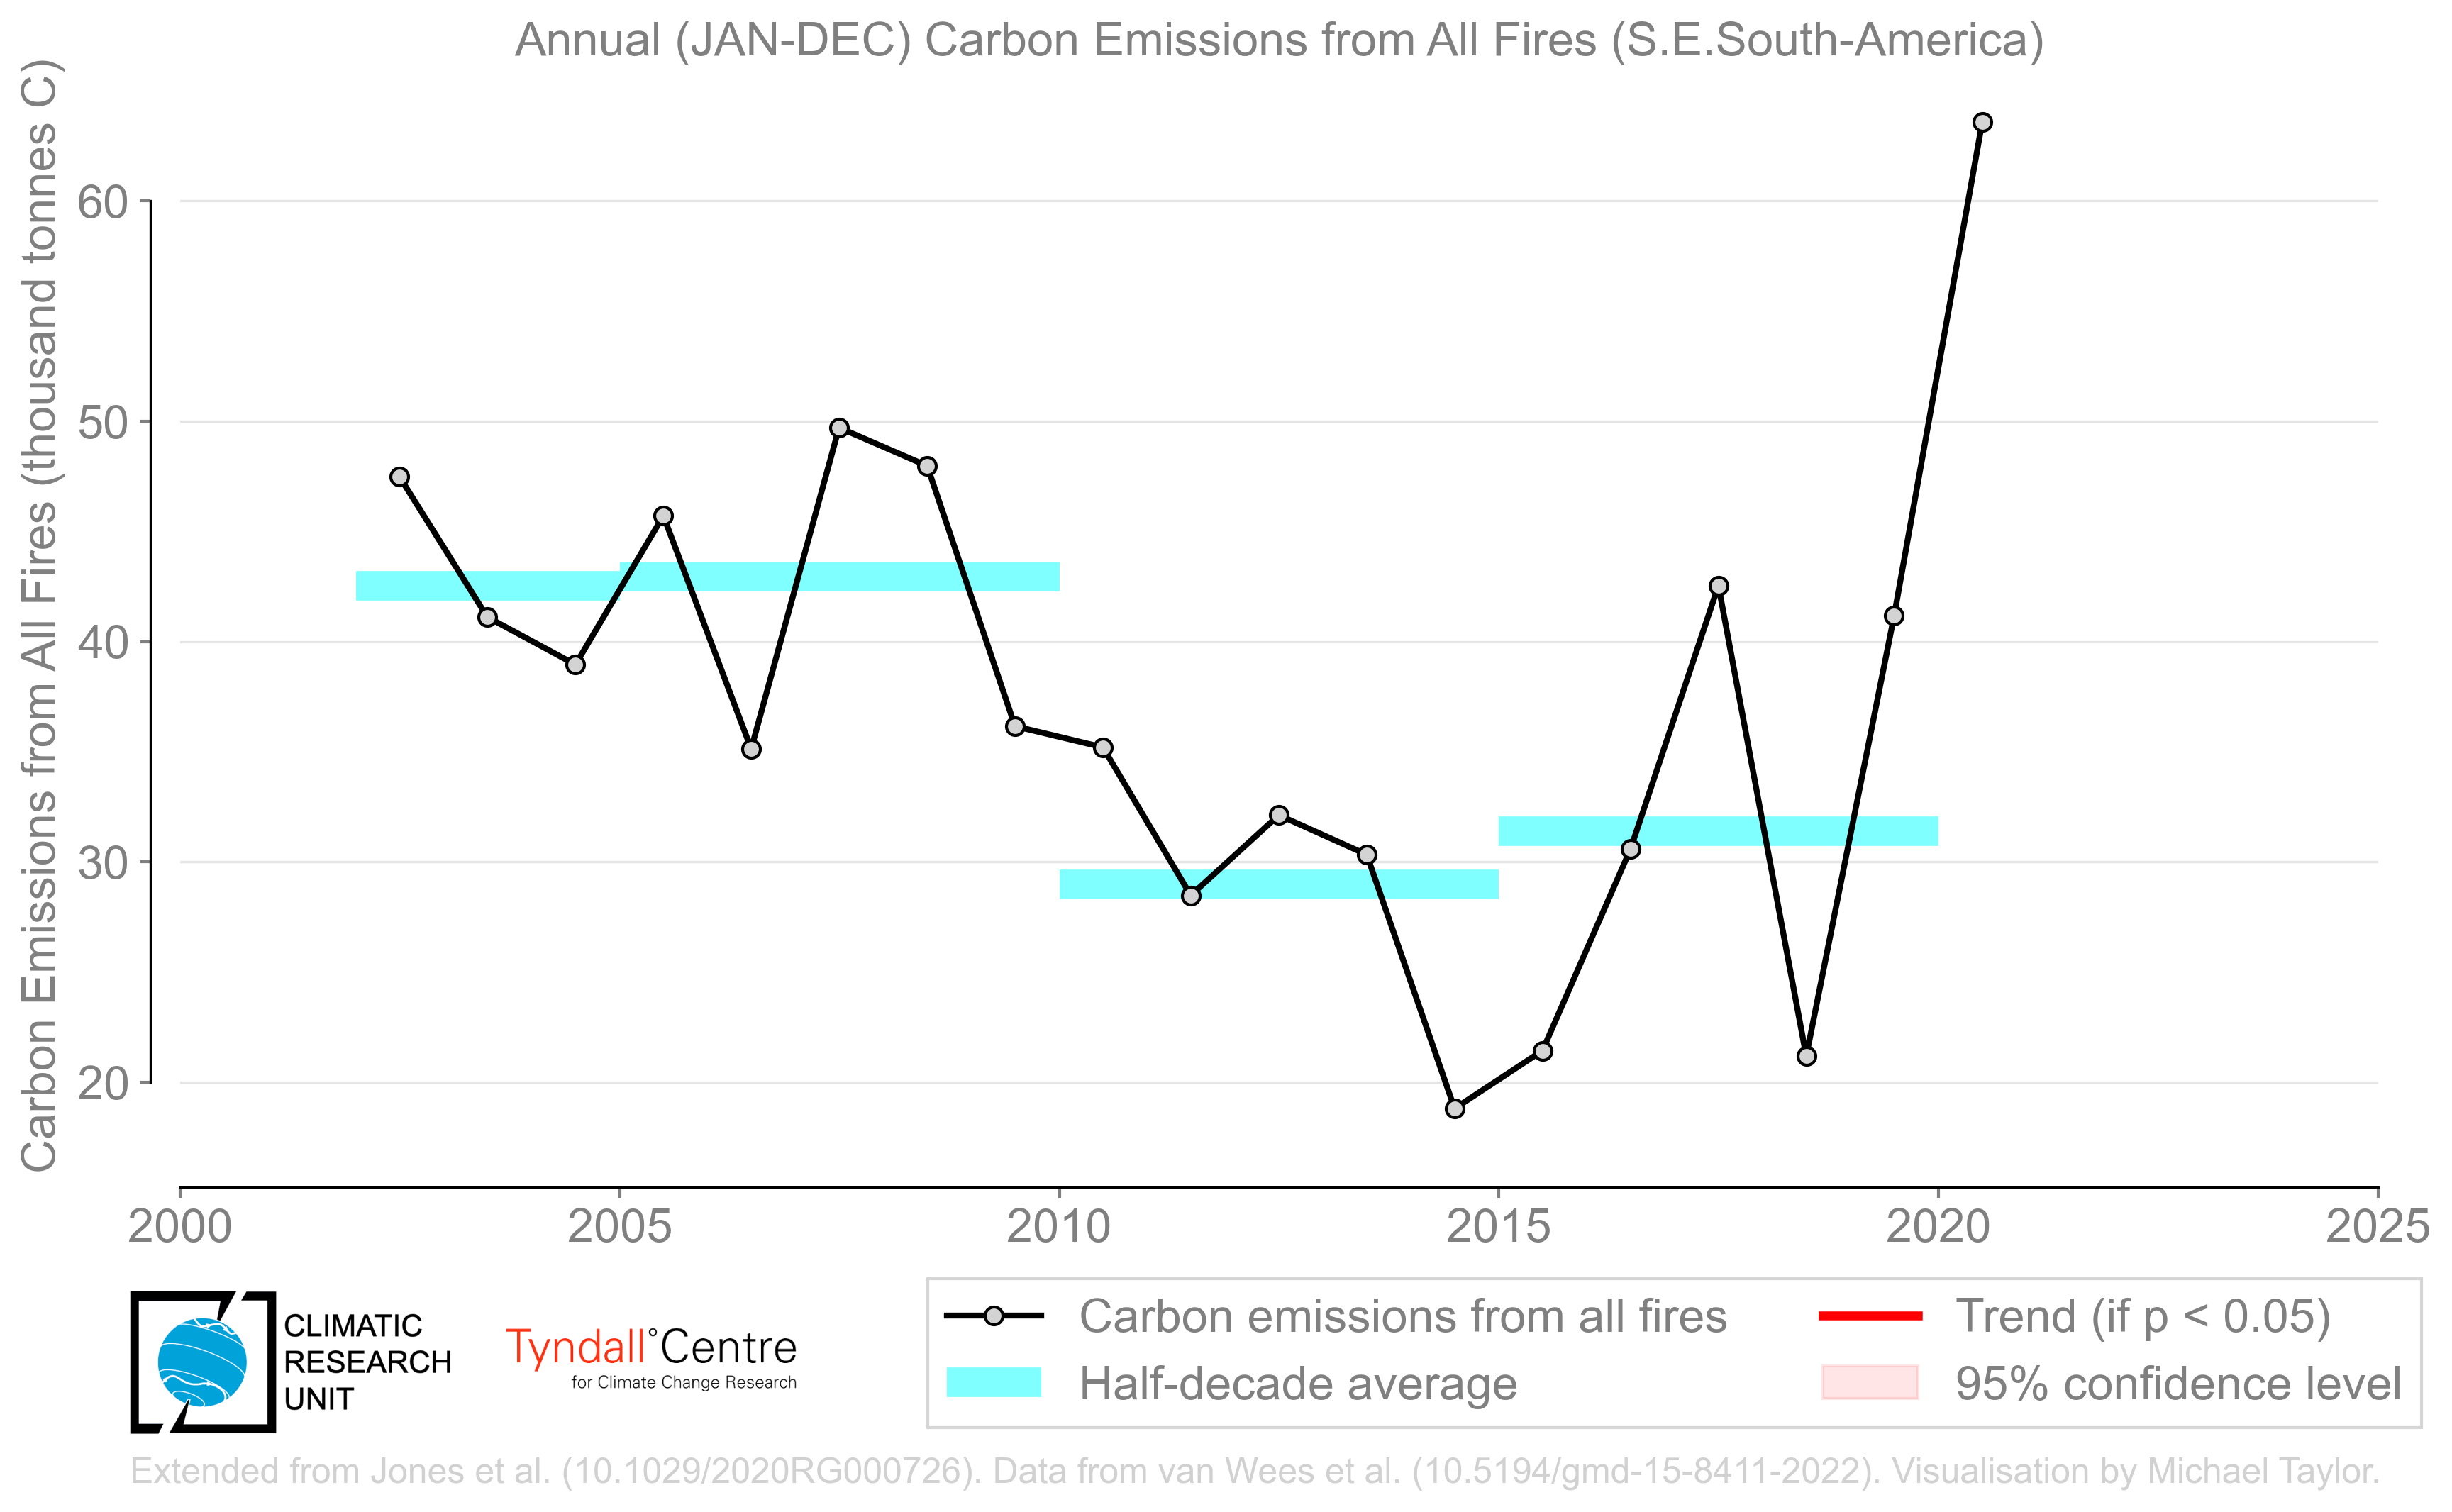 Annual (JAN-DEC) Carbon Emissions from All Fires (S.E.South-America)
Carbon Emissions from All Fires (thousand tonnes C)
60
50
40
30
20
2000
2005
2010
2015
2020
2025
CLIMATIC
RESEARCH
UNIT
Tyndall°Centre
for Climate Change Research
Carbon emissions from all fires
Half-decade average
Trend (if p < 0.05)
95% confidence level
Extended from Jones et al. (10.1029/2020RG000726). Data from van Wees et al. (10.5194/gmd-15-8411-2022). Visualisation by Michael Taylor.